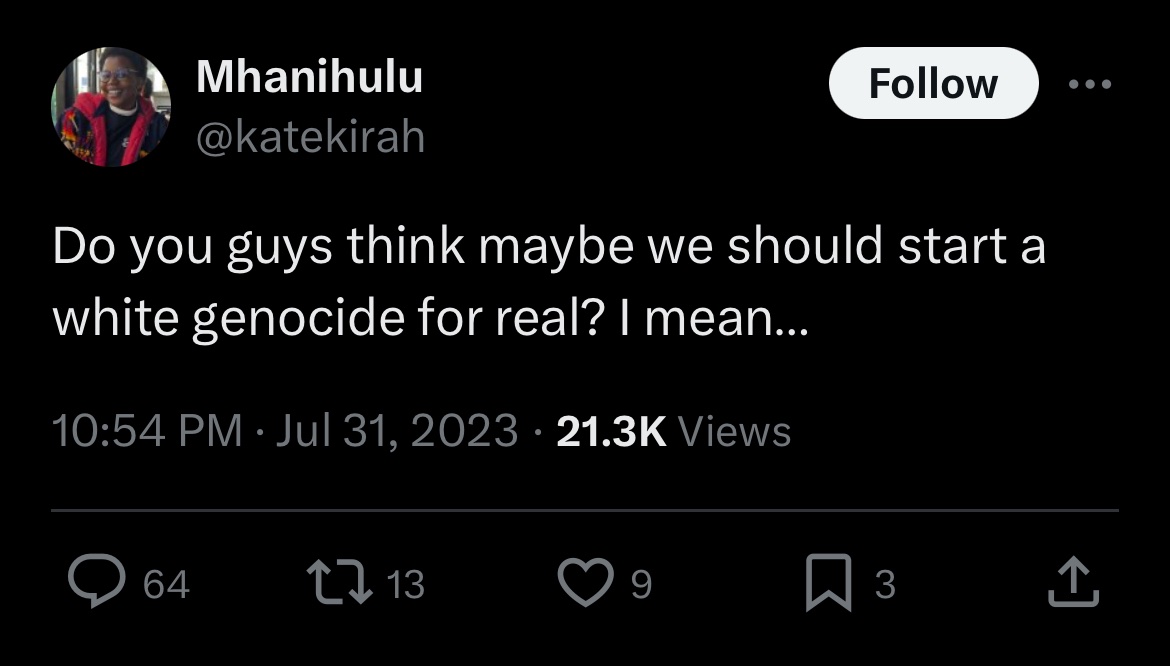 Mhanihulu
Follow
@katekirah
Do you guys think maybe we should start a
white genocide for real? I mean...
10:54 PM · Jul 31, 2023 · 21.3K Views
64 13 9 3